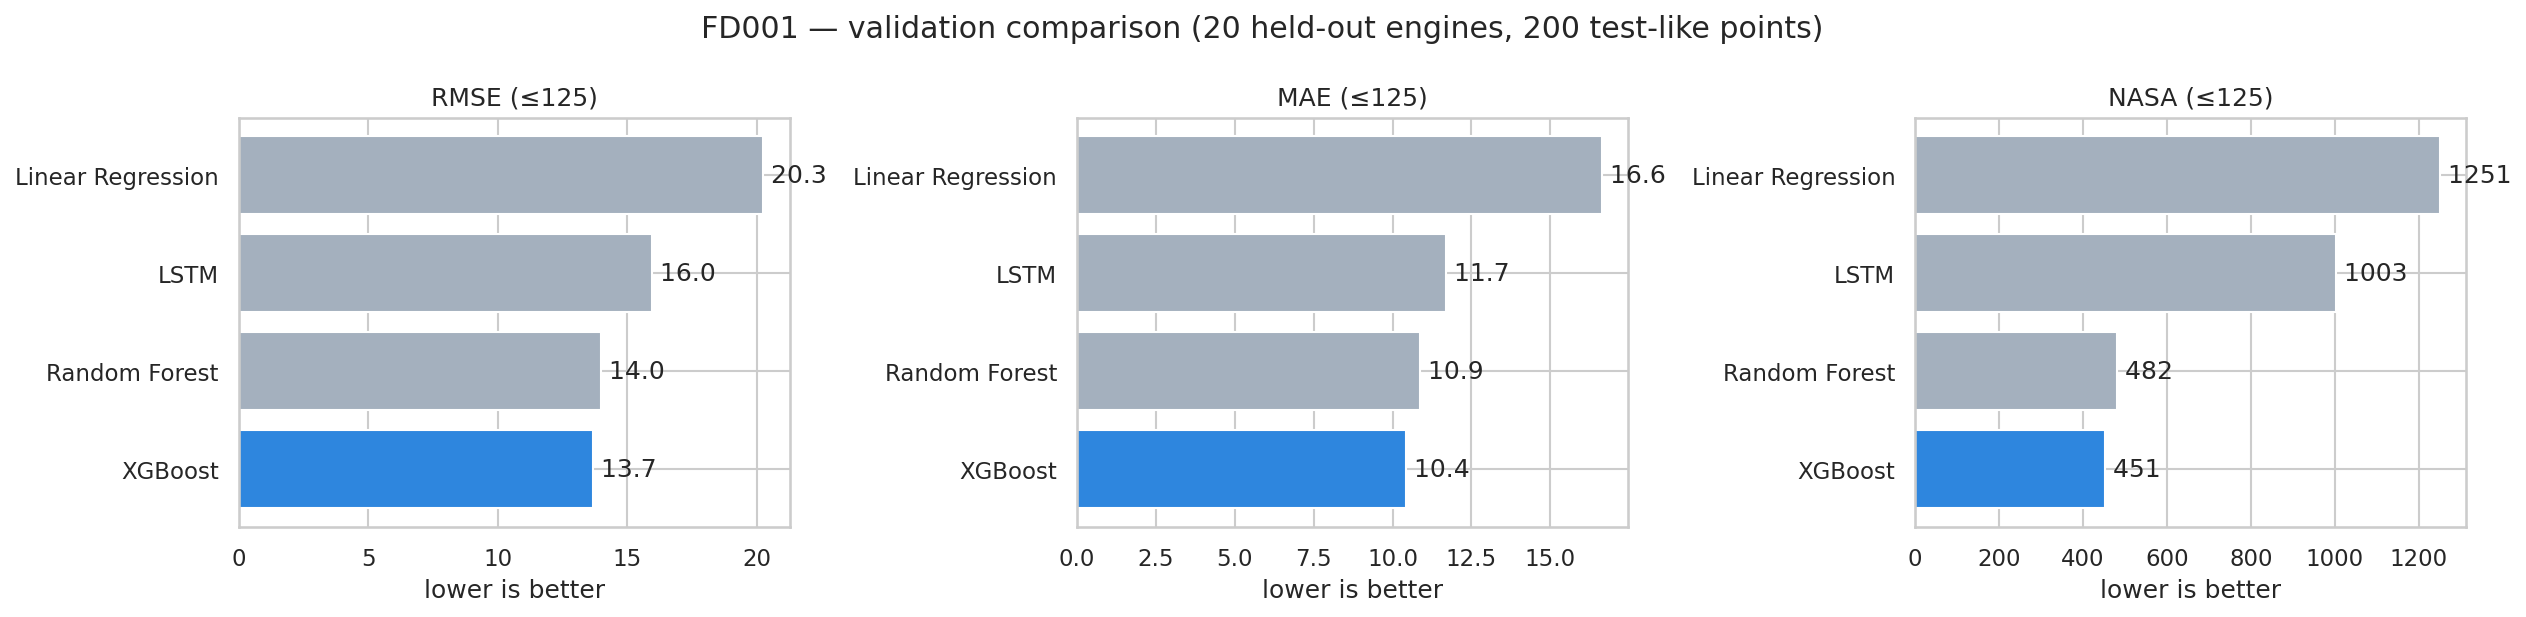 FD001 — validation comparison (20 held-out engines, 200 test-like points)
RMSE (≤125)
Linear Regression 20.3
LSTM 16.0
Random Forest 14.0
XGBoost 13.7
0 5 10 15 20
lower is better
MAE (≤125)
Linear Regression 16.6
LSTM 11.7
Random Forest 10.9
XGBoost 10.4
0.0 2.5 5.0 7.5 10.0 12.5 15.0
lower is better
NASA (≤125)
Linear Regression 1251
LSTM 1003
Random Forest 482
XGBoost 451
0 200 400 600 800 1000 1200
lower is better